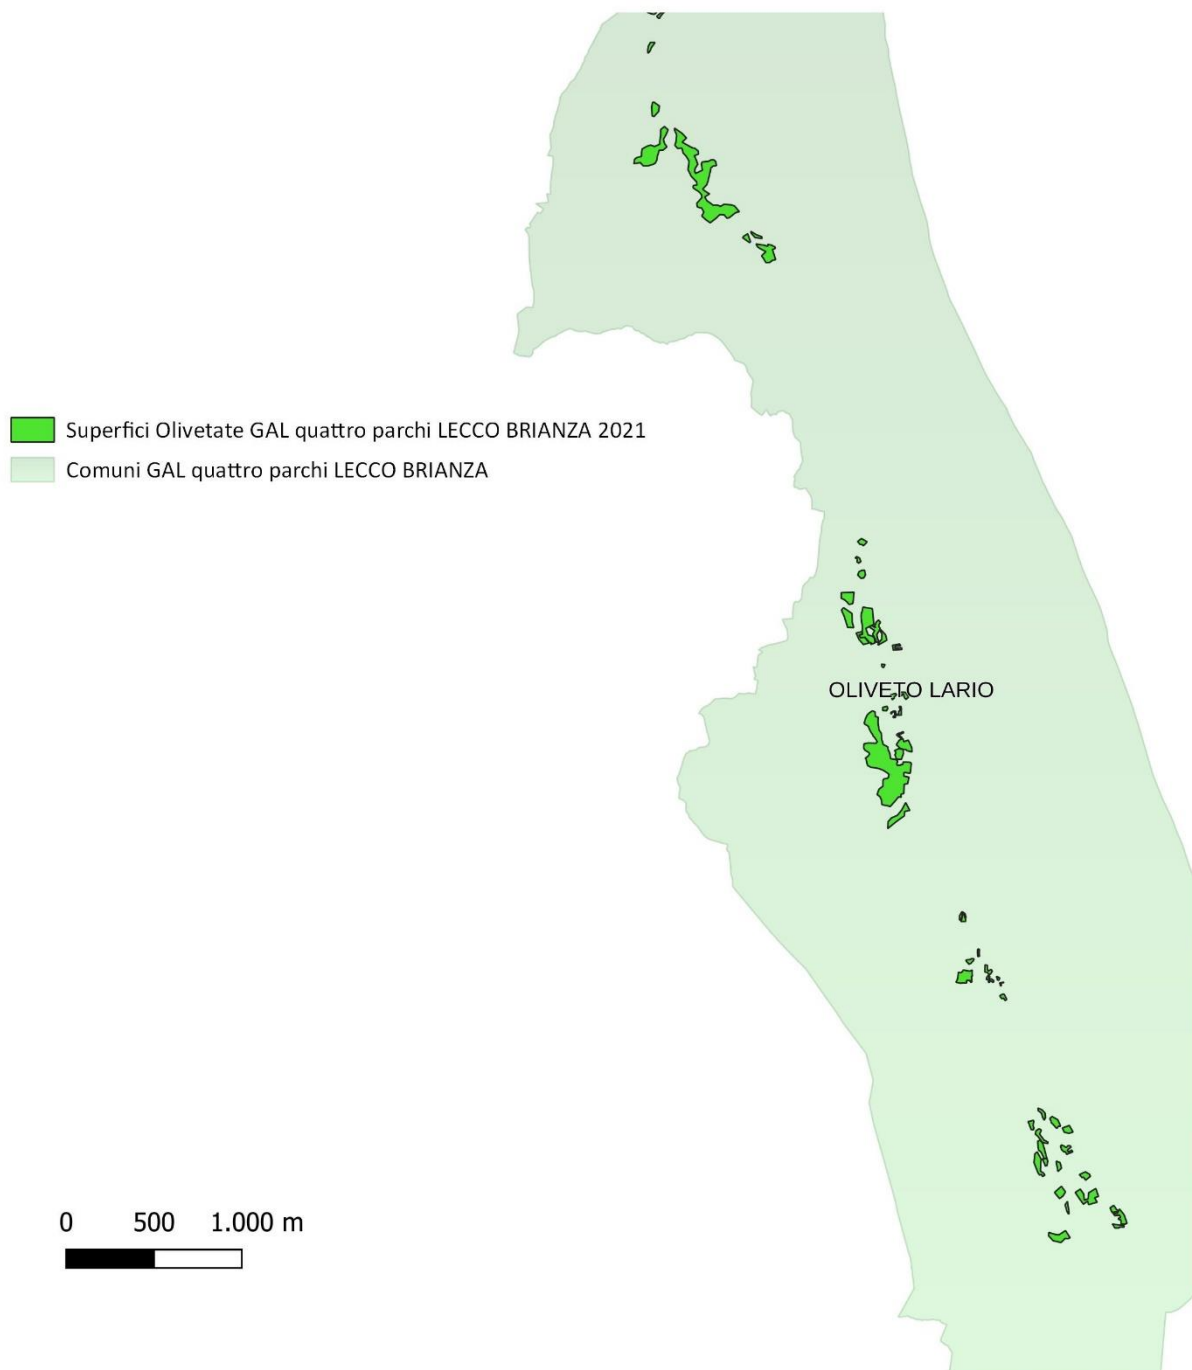 Superfici Olivetate GAL quattro parchi LECCO BRIANZA 2021
Comuni GAL quattro parchi LECCO BRIANZA
OLIVETO LARIO
0 500 1.000 m